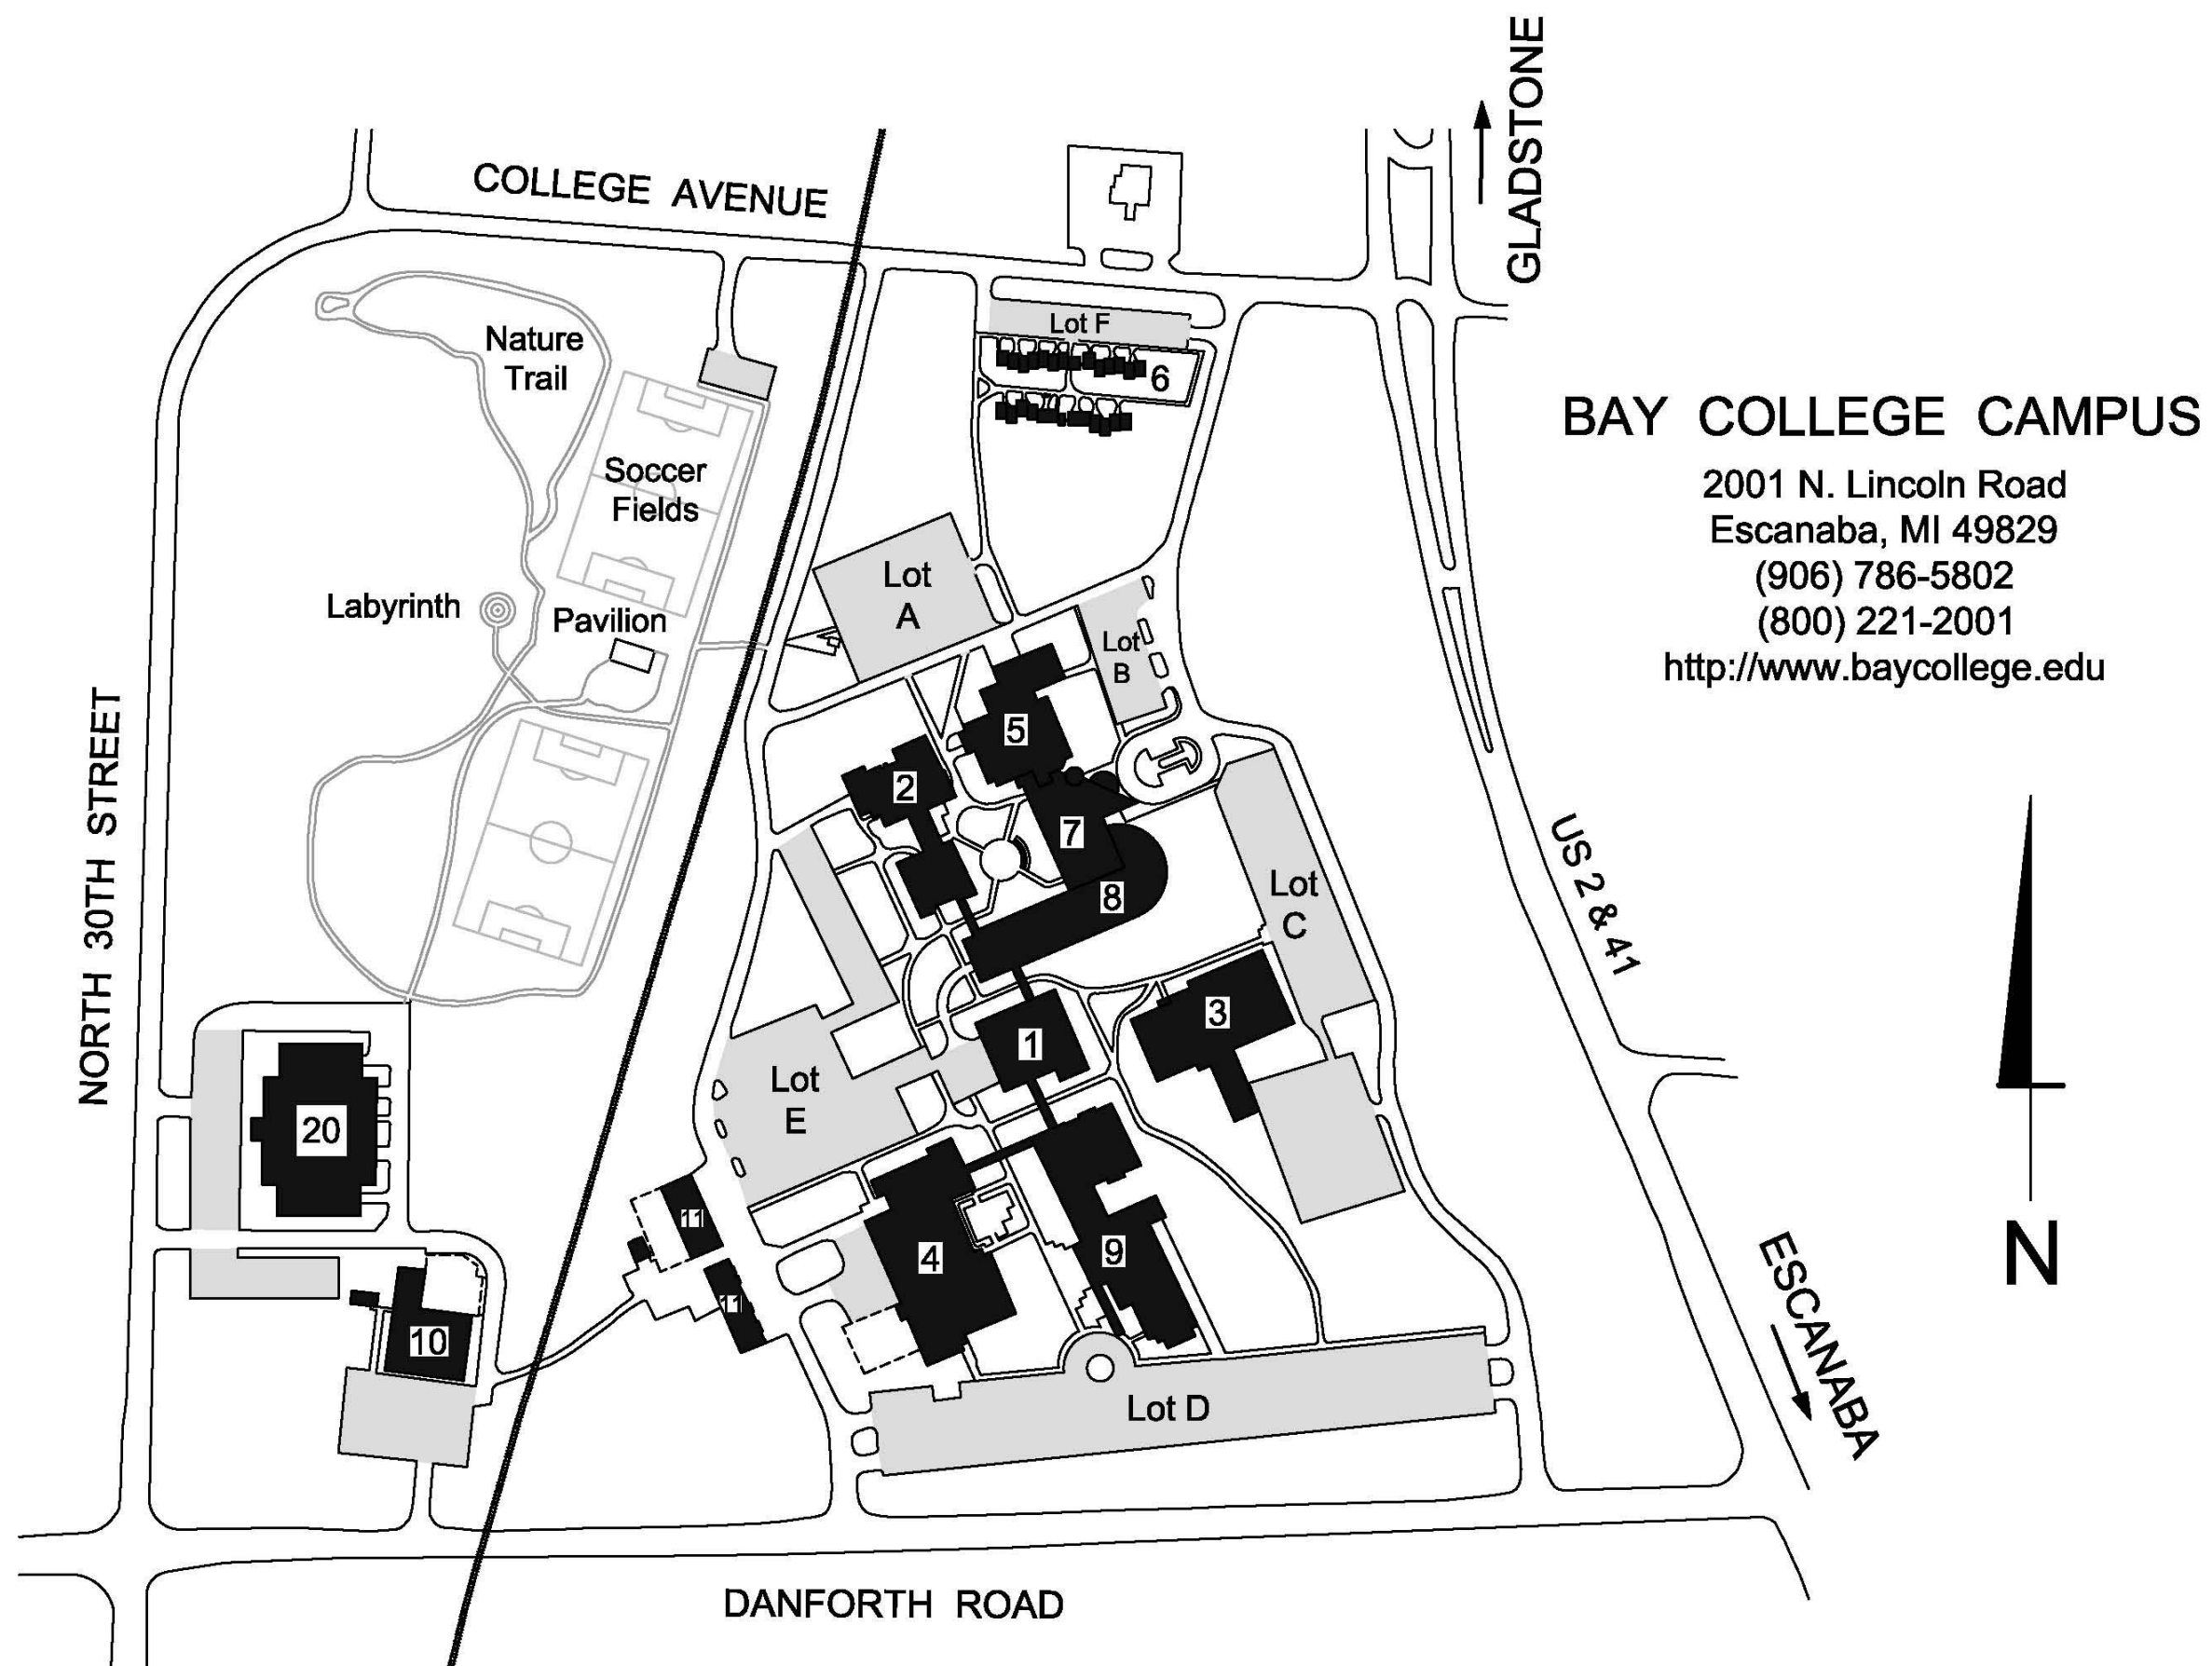 COLLEGE AVENUE
GLADSTONE
Nature
Trail
Lot F
6
BAY COLLEGE CAMPUS
2001 N. Lincoln Road
Escanaba, MI 49829
(906) 786-5802
(800) 221-2001
http://www.baycollege.edu
Soccer
Fields
Labyrinth
Pavilion
Lot
A
Lot
B
5
2
7
8
Lot
C
US 2 & 41
NORTH 30TH STREET
3
1
Lot
E
20
11
4
9
11
10
N
ESCANABA
Lot D
DANFORTH ROAD